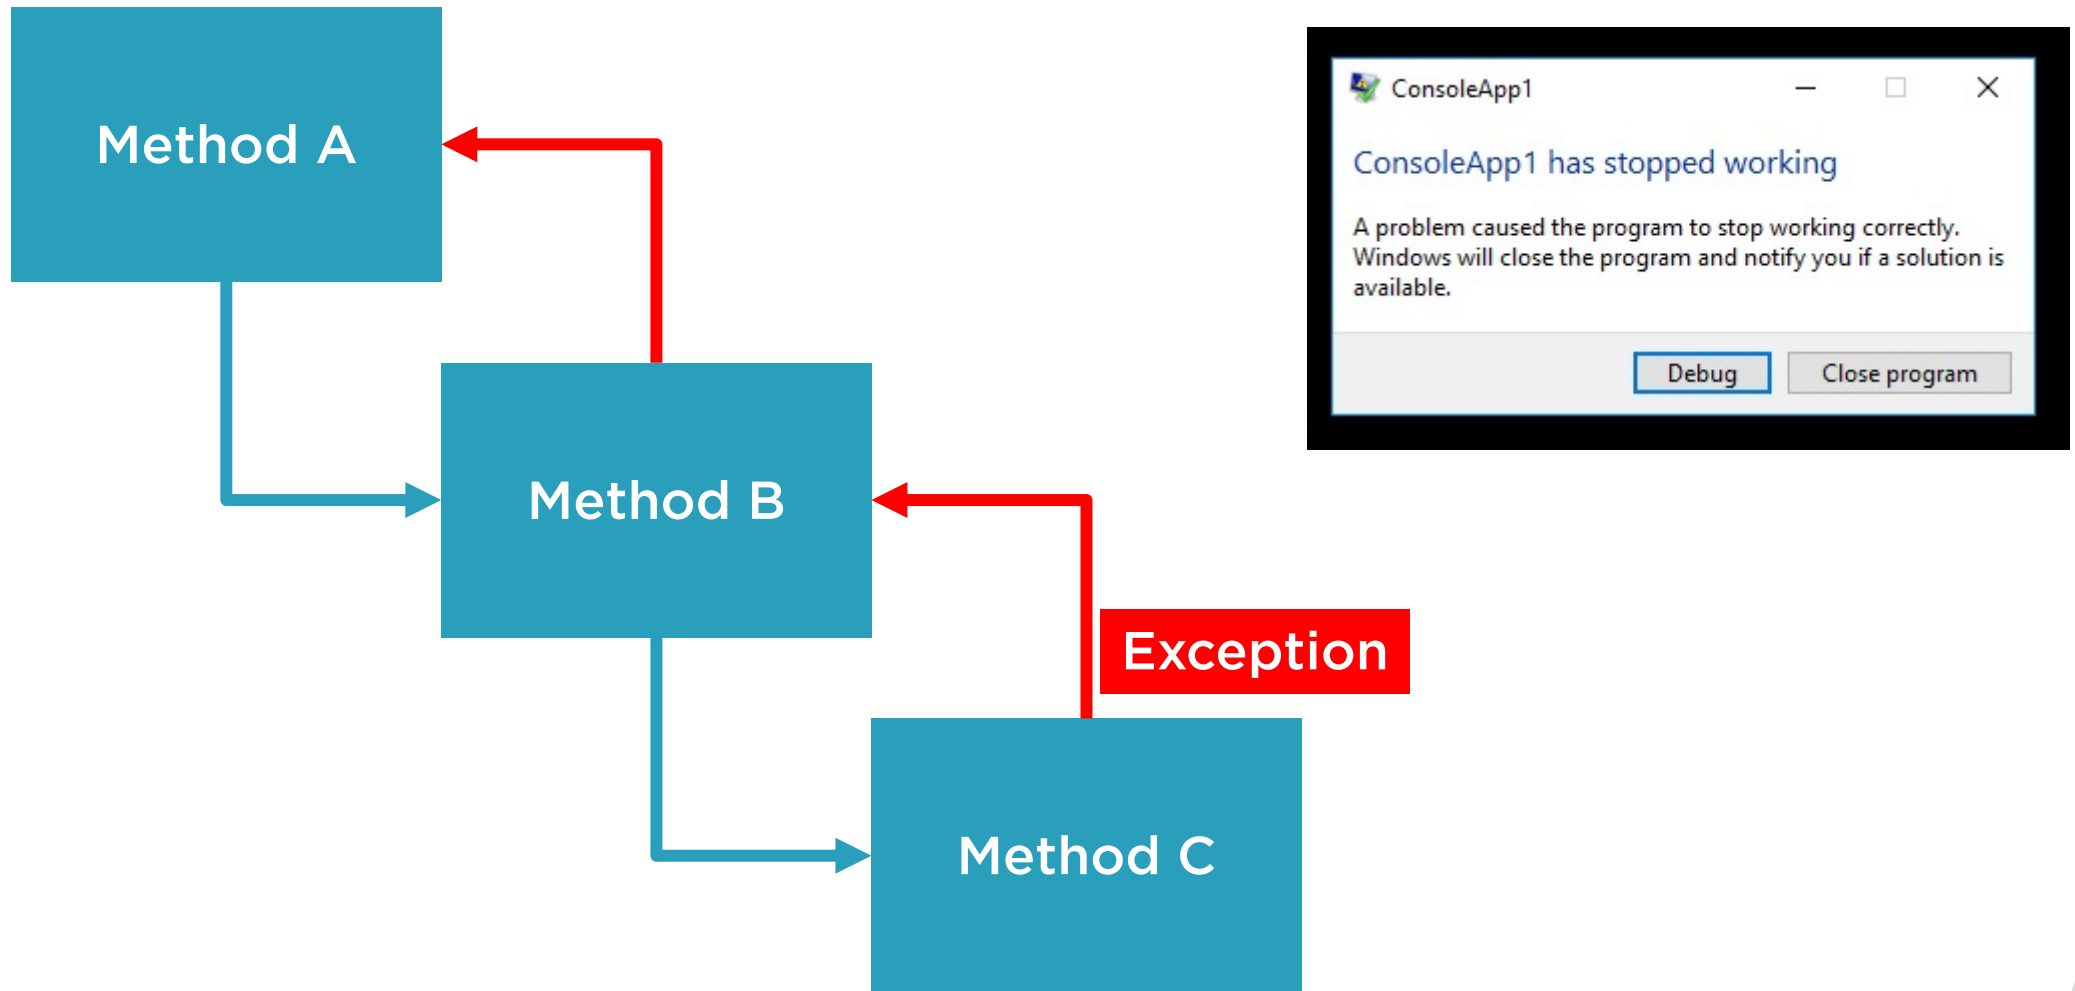 Method A
ConsoleApp1
ConsoleApp1 has stopped working
A problem caused the program to stop working correctly.
Windows will close the program and notify you if a solution is
available.
Debug
Close program
Method B
Exception
Method C